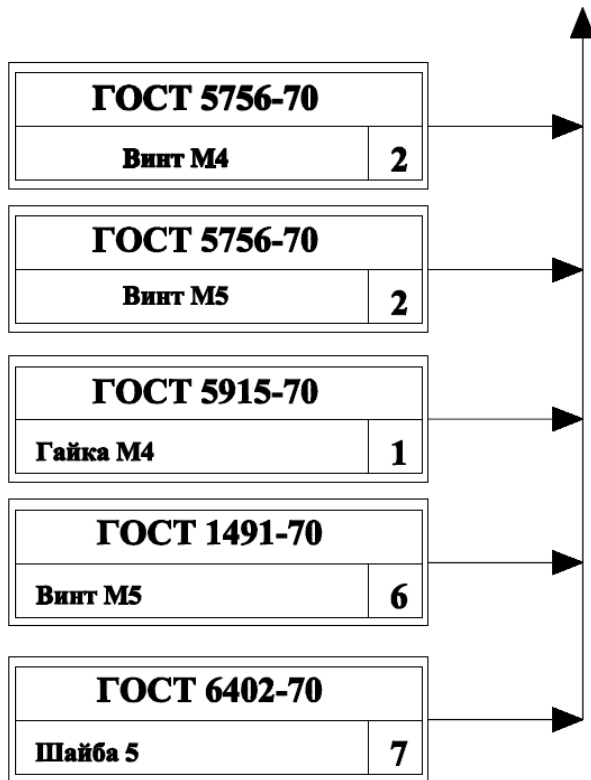 ГОСТ 5756-70
Винт М4 2
ГОСТ 5756-70
Винт М5 2
ГОСТ 5915-70
Гайка М4 1
ГОСТ 1491-70
Винт М5 6
ГОСТ 6402-70
Шайба 5 7